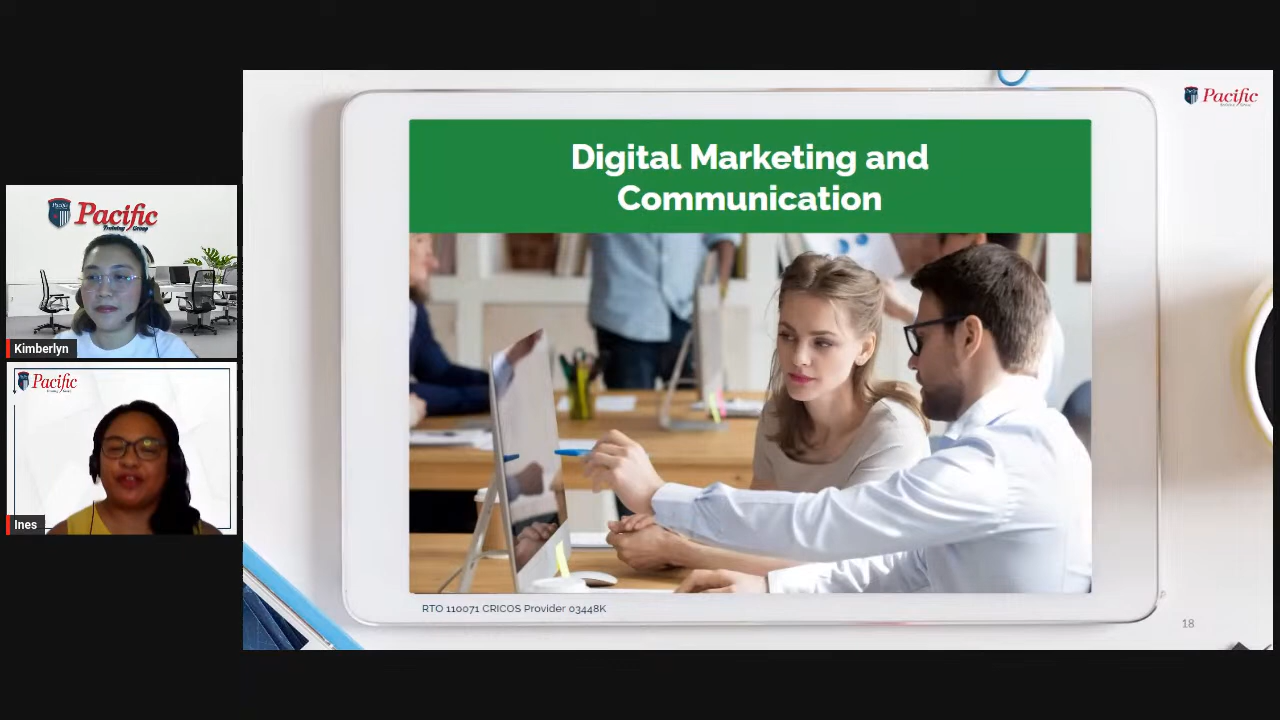 Pacific
Training Group
Kimberlyn
Pacific
Ines
Digital Marketing and
Communication
RTO 110071 CRICOS Provider 03448K
Pacific
18